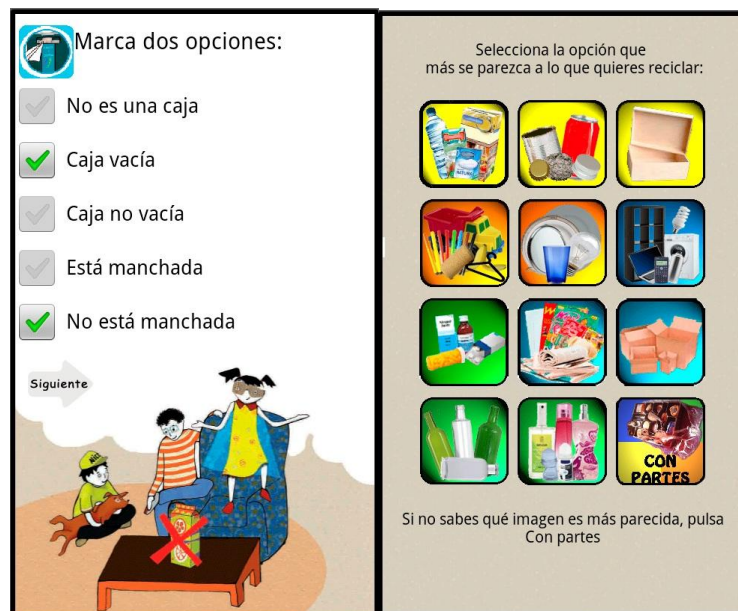 Marca dos opciones:
No es una caja
Caja vacía
Caja no vacía
Está manchada
No está manchada
Siguiente
Selecciona la opción que
más se parezca a lo que quieres reciclar:
CON
PARTES
Si no sabes qué imagen es más parecida, pulsa
Con partes